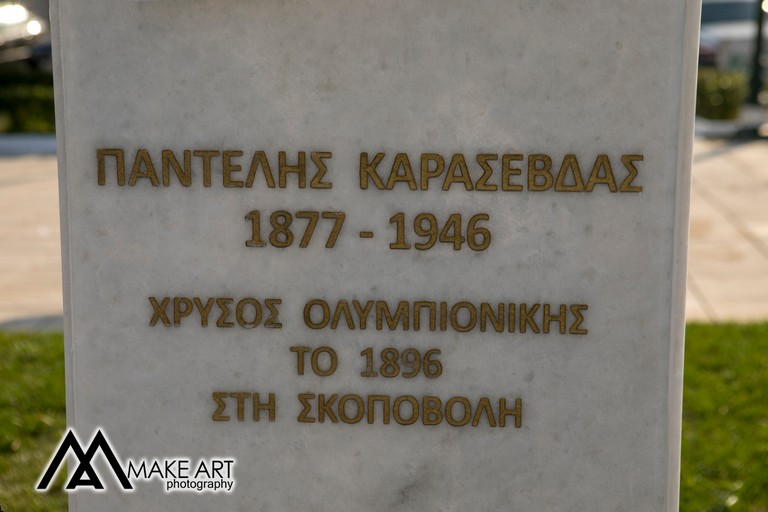 ΠΑΝΤΕΛΗΣ ΚΑΡΑΣΕΒΔΑΣ
1877 - 1946
ΧΡΥΣΟΣ ΟΛΥΜΠΙΟΝΙΚΗΣ
ΤΟ 1896
ΣΤΗ ΣΚΟΠΟΒΟΛΗ
MAKE ART
photography